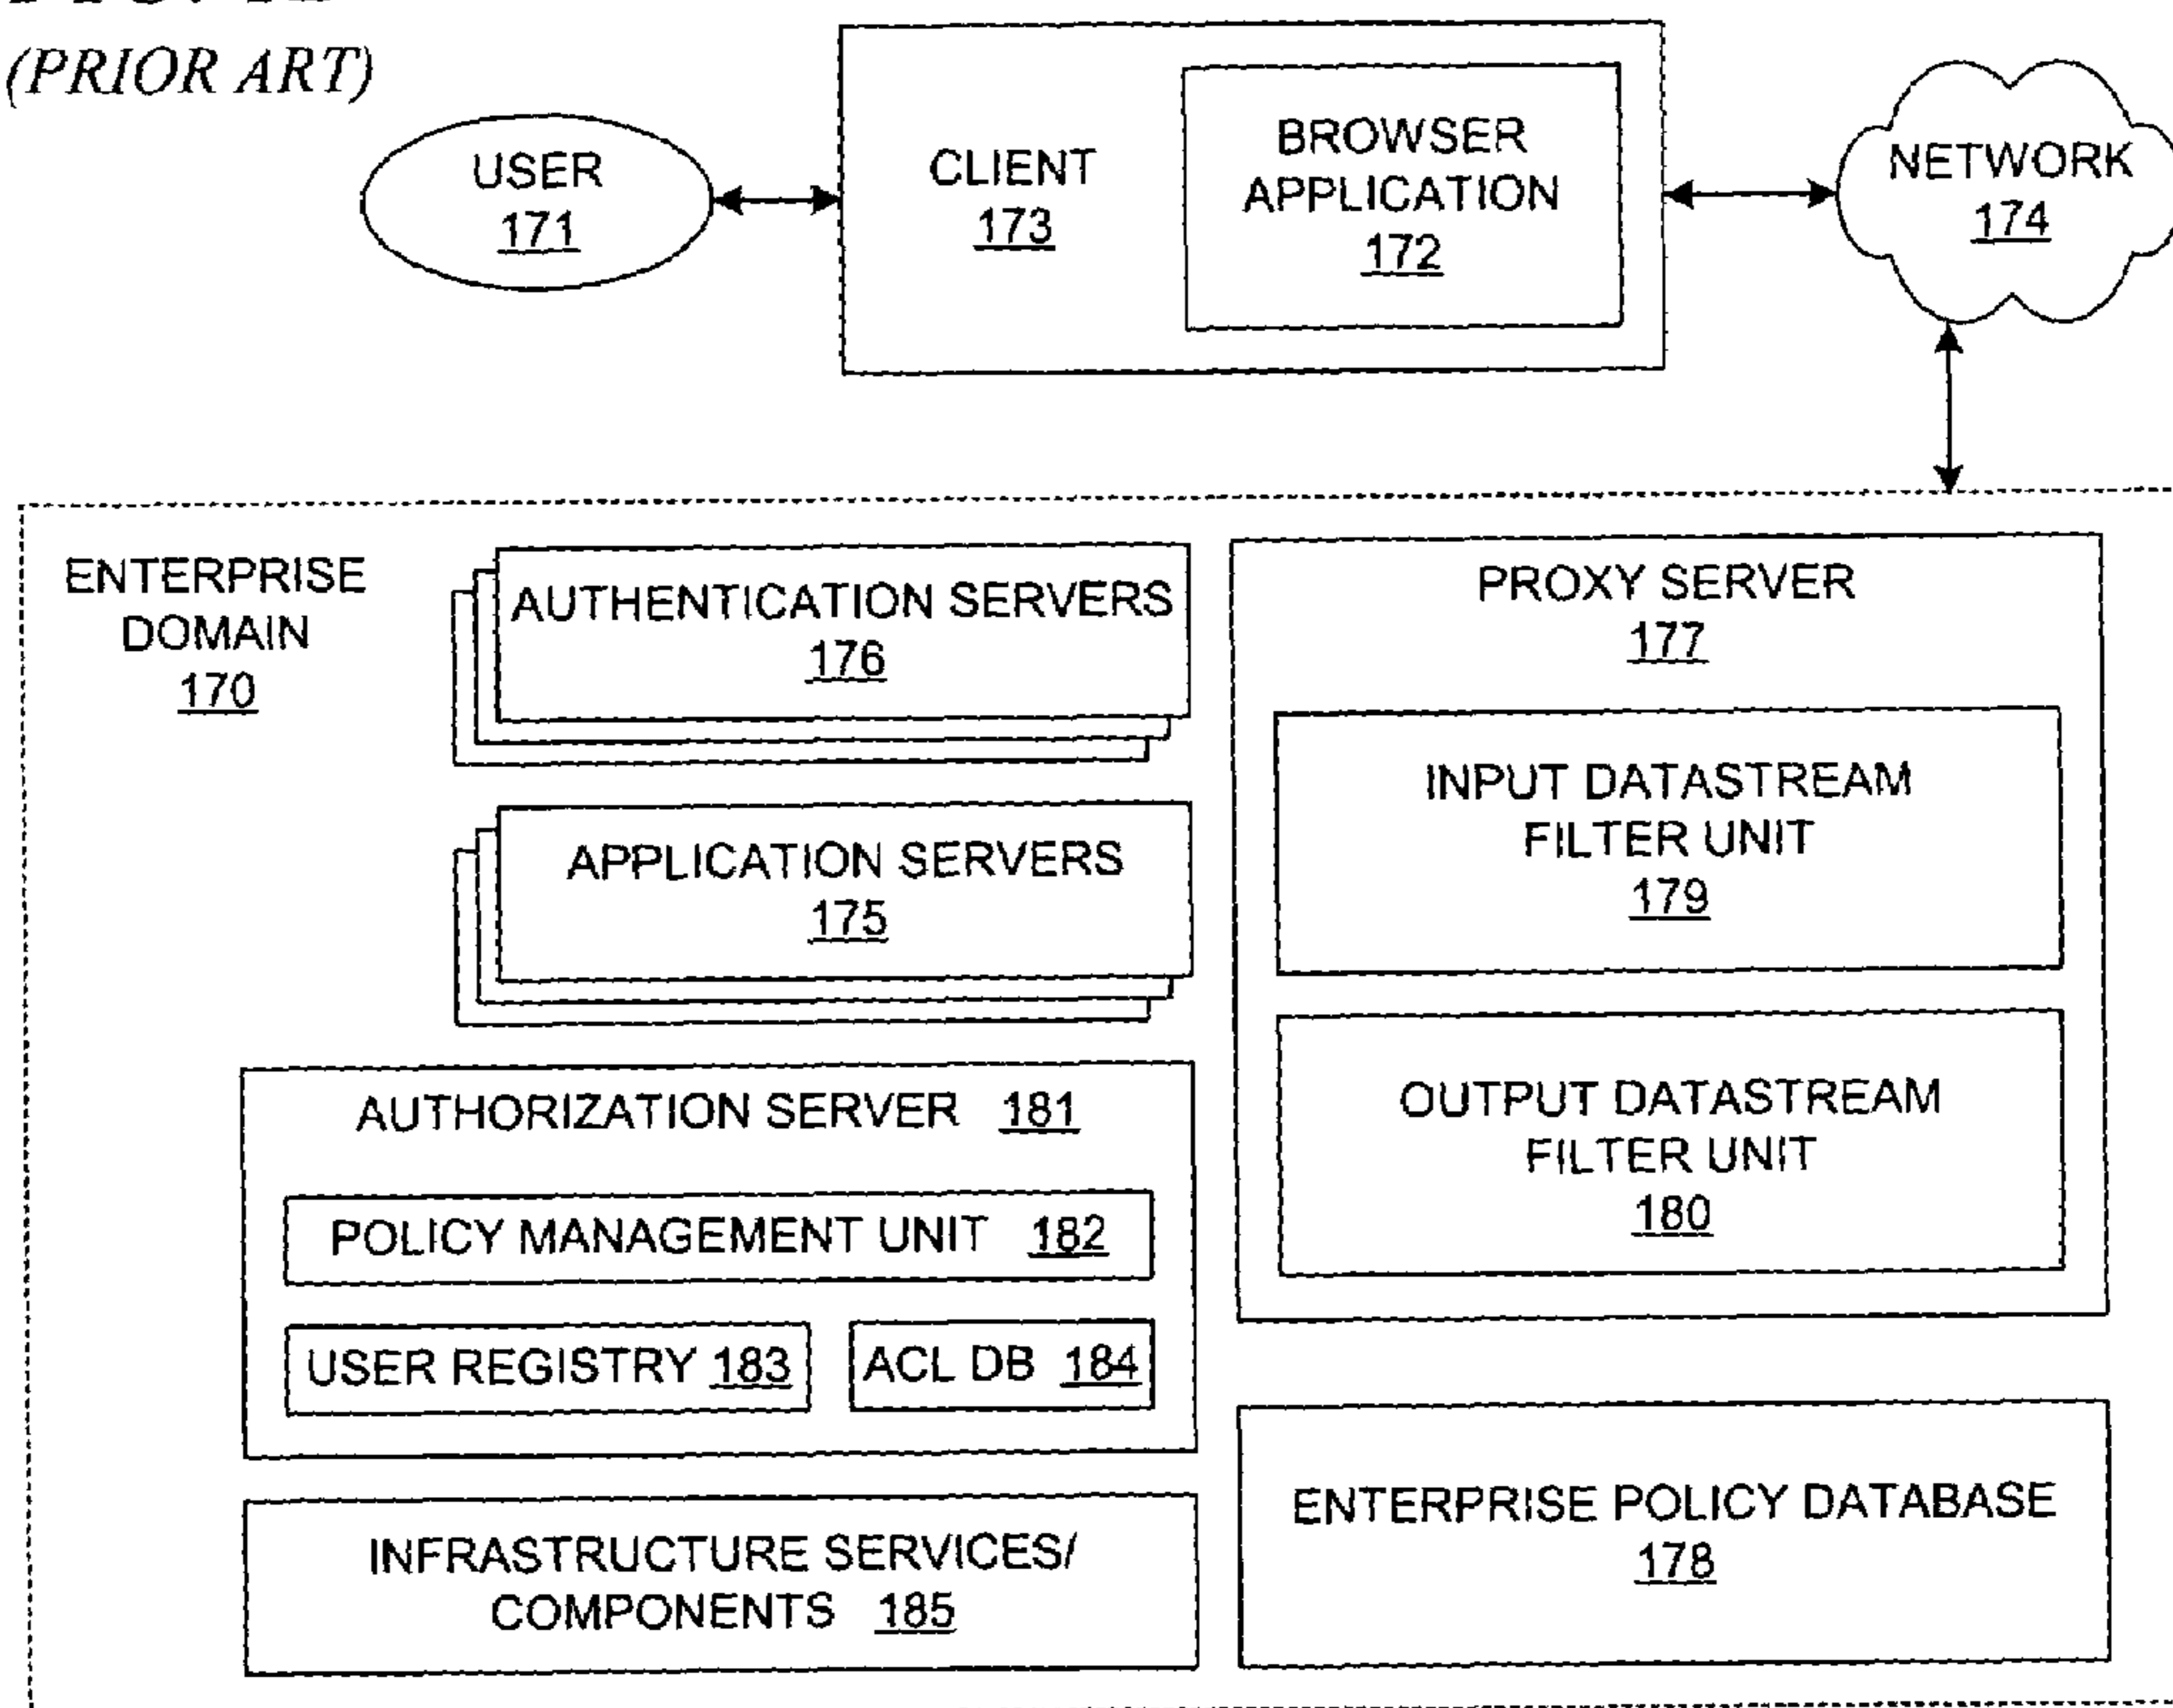 (PRIOR ART)
USER
171
CLIENT
173
BROWSER
APPLICATION
172
NETWORK
174
ENTERPRISE
DOMAIN
170
AUTHENTICATION SERVERS
176
APPLICATION SERVERS
175
AUTHORIZATION SERVER 181
POLICY MANAGEMENT UNIT 182
USER REGISTRY 183
ACL DB 184
INFRASTRUCTURE SERVICES/
COMPONENTS 185
PROXY SERVER
177
INPUT DATASTREAM
FILTER UNIT
179
OUTPUT DATASTREAM
FILTER UNIT
180
ENTERPRISE POLICY DATABASE
178